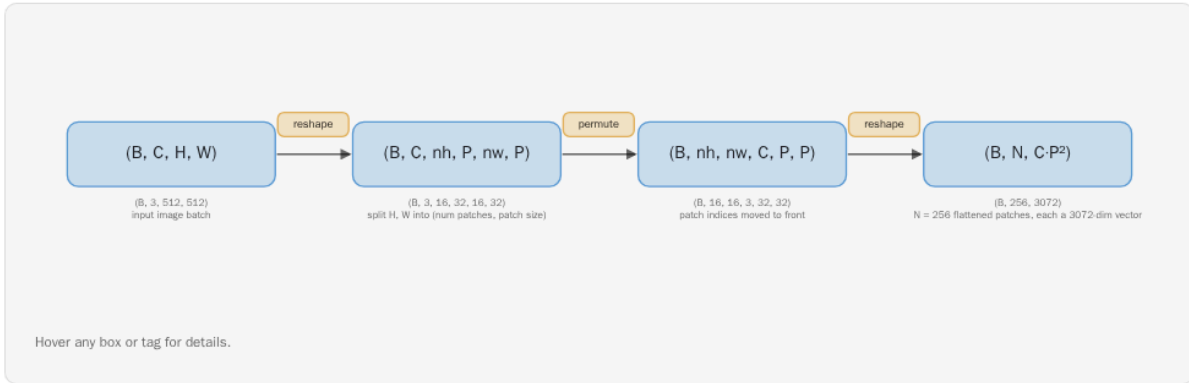 reshape
permute
reshape
(B, C, H, W)
(B, C, nh, P, nw, P)
(B, nh, nw, C, P, P)
(B, N, C·P²)
(B, 3, 512, 512)
input image batch
(B, 3, 16, 32, 16, 32)
split H, W into (num patches, patch size)
(B, 16, 16, 3, 32, 32)
patch indices moved to front
(B, 256, 3072)
N = 256 flattened patches, each a 3072-dim vector
Hover any box or tag for details.